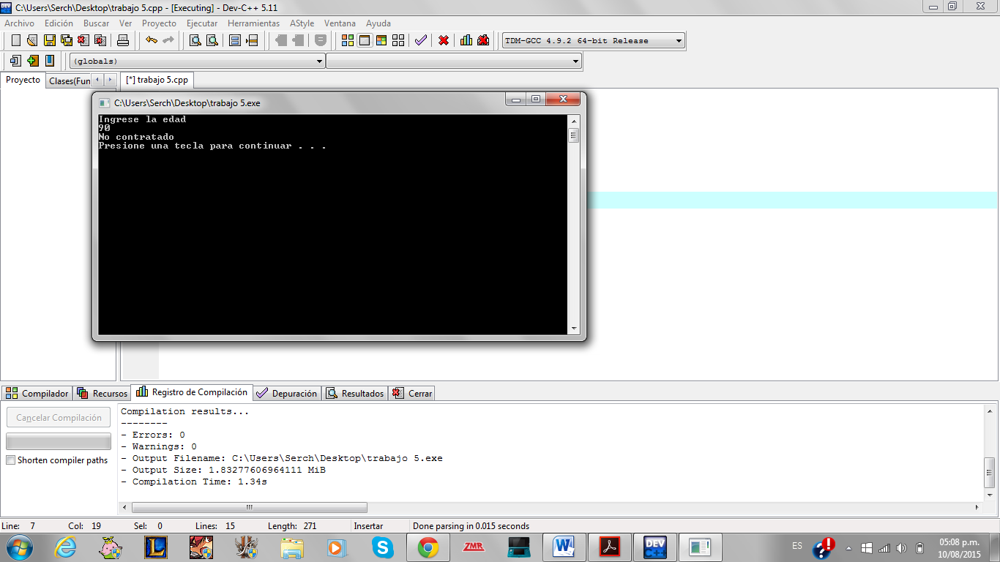 C:\Users\Serch\Desktop\trabajo 5.cpp - [Executing] - Dev-C++ 5.11
Archivo Edición Buscar Ver Proyecto Ejecutar Herramientas AStyle Ventana Ayuda
TDM-GCC 4.9.2 64-bit Release
(globals)
Proyecto Clases(Fun [*] trabajo 5.cpp
C:\Users\Serch\Desktop\trabajo 5.exe
Ingrese la edad
90
No contratado
Presione una tecla para continuar . . .
Compilador Recursos Registro de Compilación Depuración Resultados Cerrar
Cancelar Compilación
Shorten compiler paths
Compilation results...
--------
- Errors: 0
- Warnings: 0
- Output Filename: C:\Users\Serch\Desktop\trabajo 5.exe
- Output Size: 1.83277606964111 MiB
- Compilation Time: 1.34s
Line: 7 Col: 19 Sel: 0 Lines: 15 Length: 271 Insertar Done parsing in 0.015 seconds
ZMR
DEV C++
ES
05:08 p.m.
10/08/2015